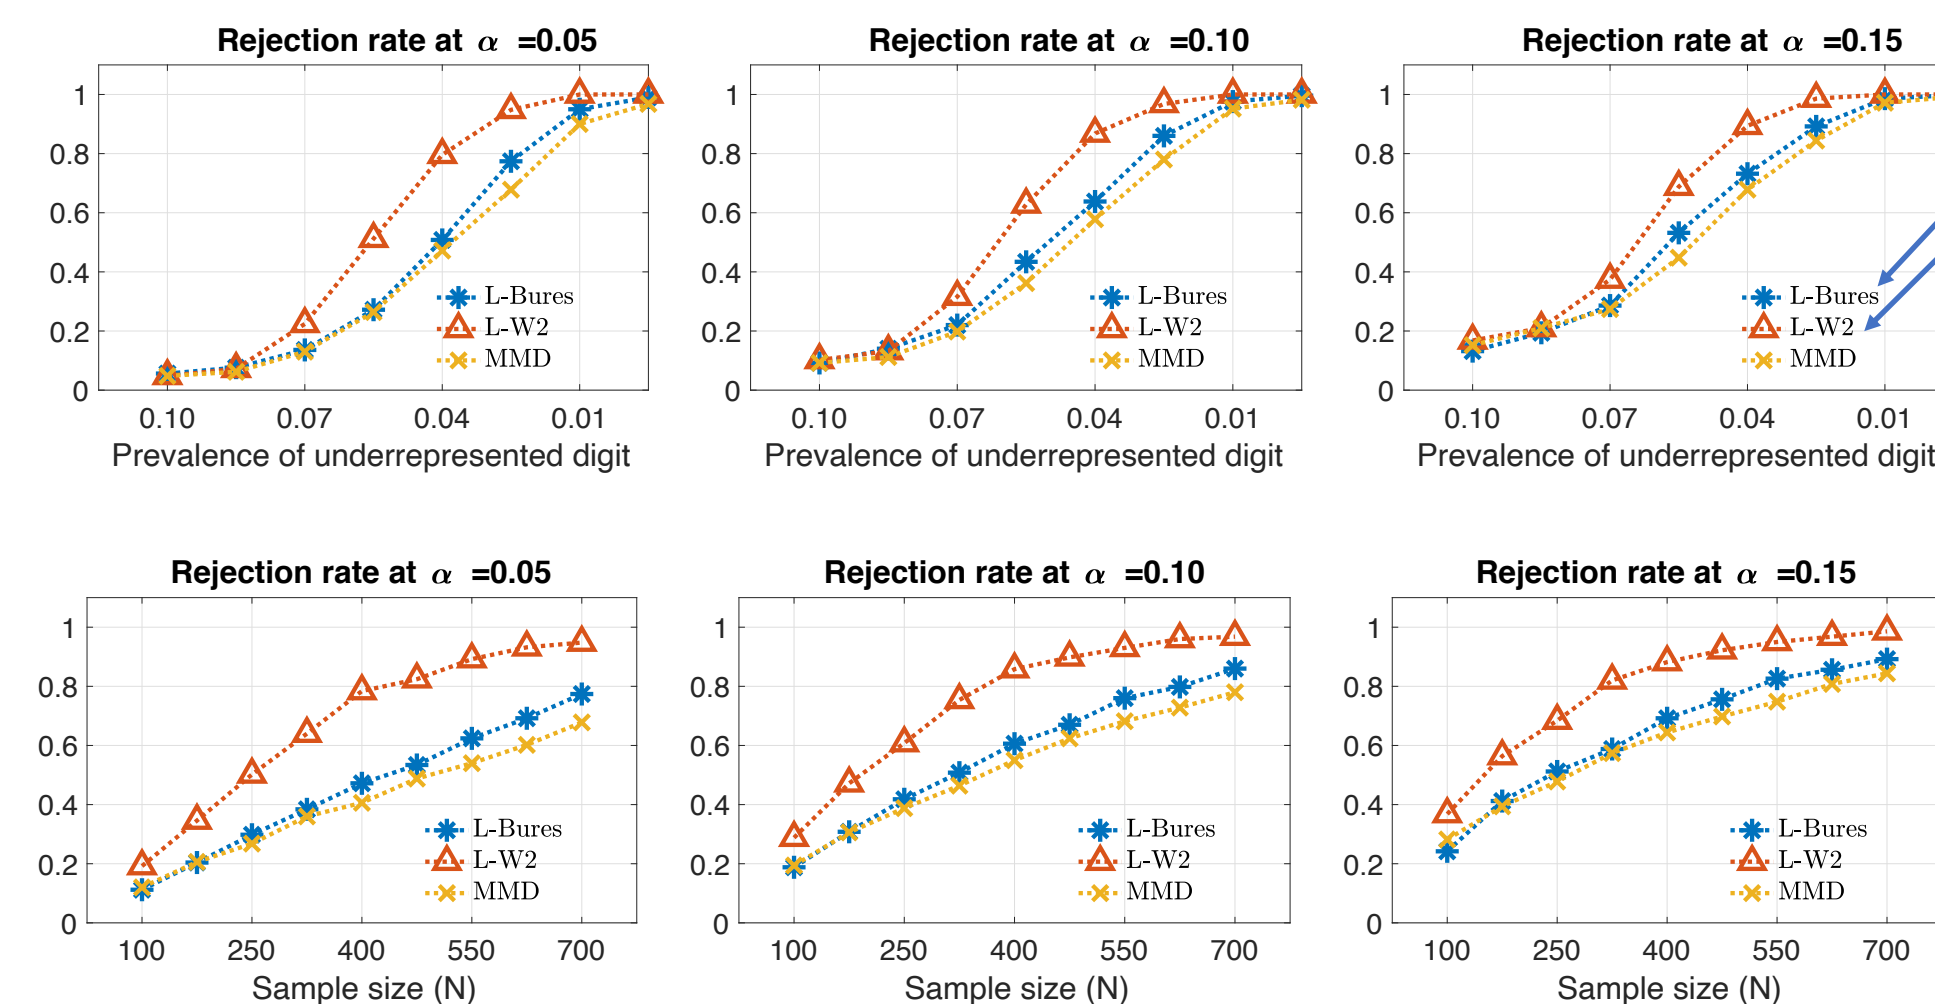 Rejection rate at α =0.05
1
0.8
0.6
0.4
0.2
0
L-Bures
L-W2
MMD
0.10 0.07 0.04 0.01
Prevalence of underrepresented digit
Rejection rate at α =0.10
1
0.8
0.6
0.4
0.2
0
L-Bures
L-W2
MMD
0.10 0.07 0.04 0.01
Prevalence of underrepresented digit
Rejection rate at α =0.15
1
0.8
0.6
0.4
0.2
0
L-Bures
L-W2
MMD
0.10 0.07 0.04 0.01
Prevalence of underrepresented digit
Rejection rate at α =0.05
1
0.8
0.6
0.4
0.2
0
L-Bures
L-W2
MMD
100 250 400 550 700
Sample size (N)
Rejection rate at α =0.10
1
0.8
0.6
0.4
0.2
0
L-Bures
L-W2
MMD
100 250 400 550 700
Sample size (N)
Rejection rate at α =0.15
1
0.8
0.6
0.4
0.2
0
L-Bures
L-W2
MMD
100 250 400 550 700
Sample size (N)